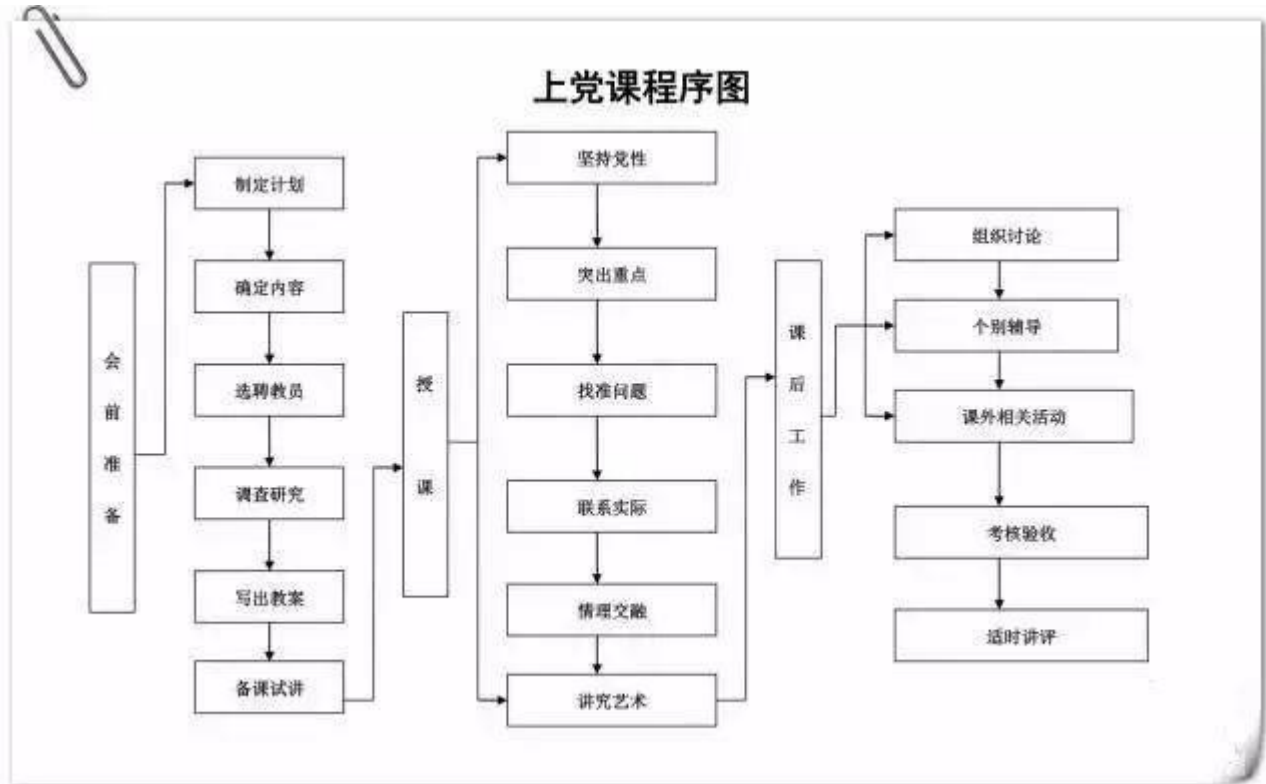 上党课程序图
会前准备
制定计划
确定内容
选聘教员
调查研究
写出教案
备课试讲
授课
坚持党性
突出重点
找准问题
联系实际
情理交融
讲究艺术
课后工作
组织讨论
个别辅导
课外相关活动
考核验收
适时讲评